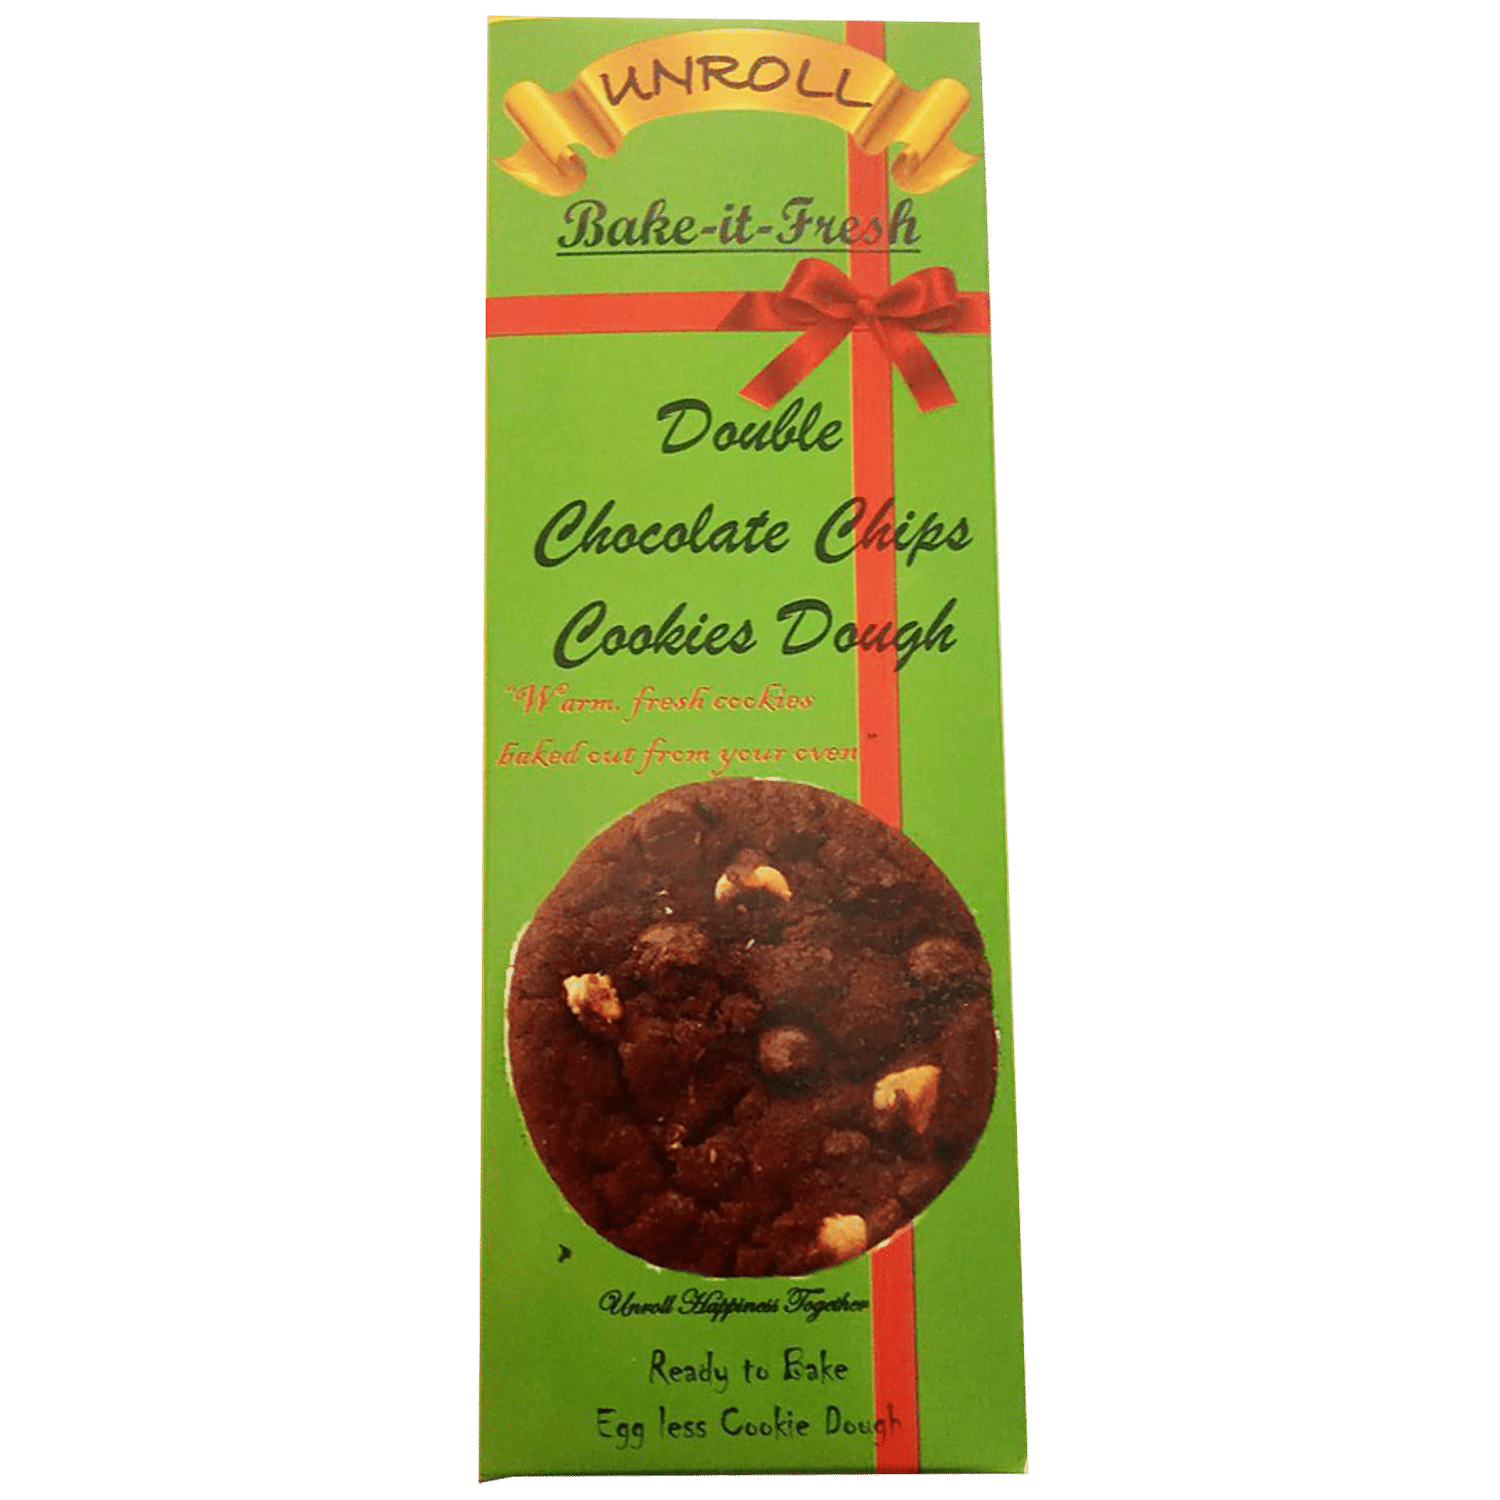 UNROLL
Bake-it-Fresh
Double
Chocolate Chips
Cookies Dough
"Warm, fresh cookies
baked out from your oven"
Unroll Happiness Together
Ready to Bake
Egg less Cookie Dough